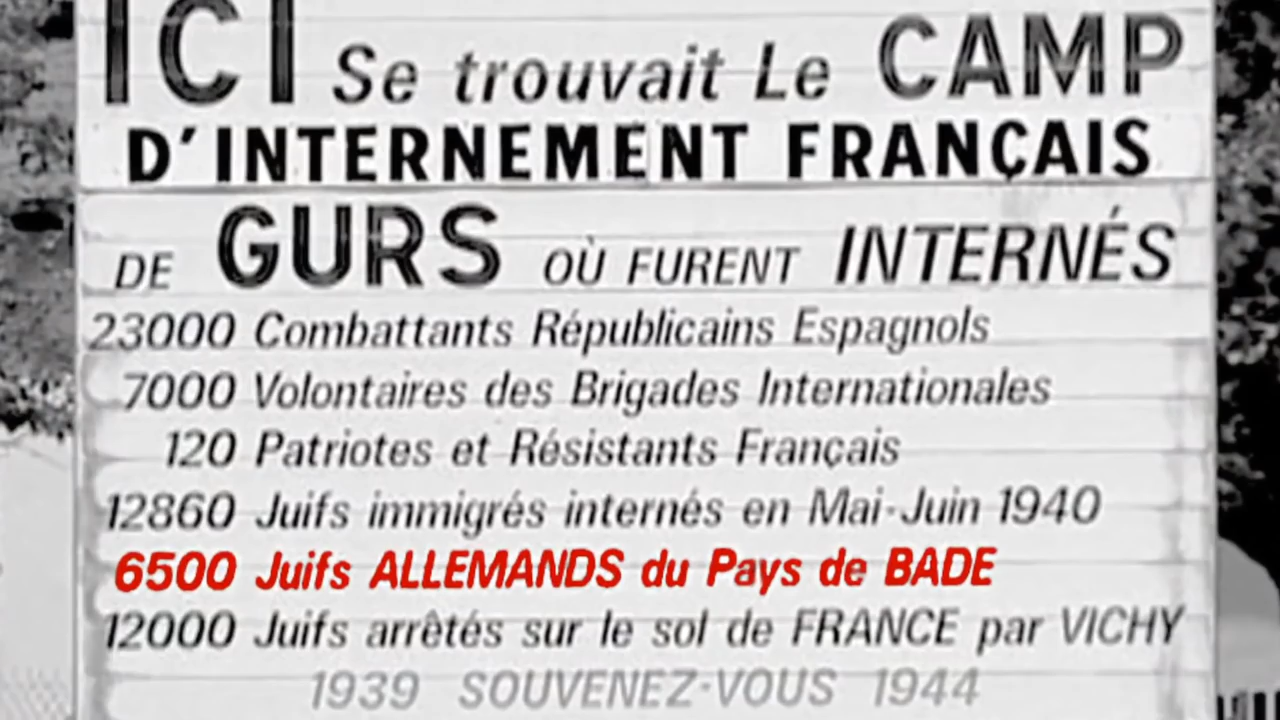 ICI Se trouvait Le CAMP
D'INTERNEMENT FRANÇAIS
DE GURS OÙ FURENT INTERNÉS
23000 Combattants Républicains Espagnols
7000 Volontaires des Brigades Internationales
120 Patriotes et Résistants Français
12860 Juifs immigrés internés en Mai-Juin 1940
6500 Juifs ALLEMANDS du Pays de BADE
12000 Juifs arrêtés sur le sol de FRANCE par VICHY
1939 SOUVENEZ-VOUS 1944